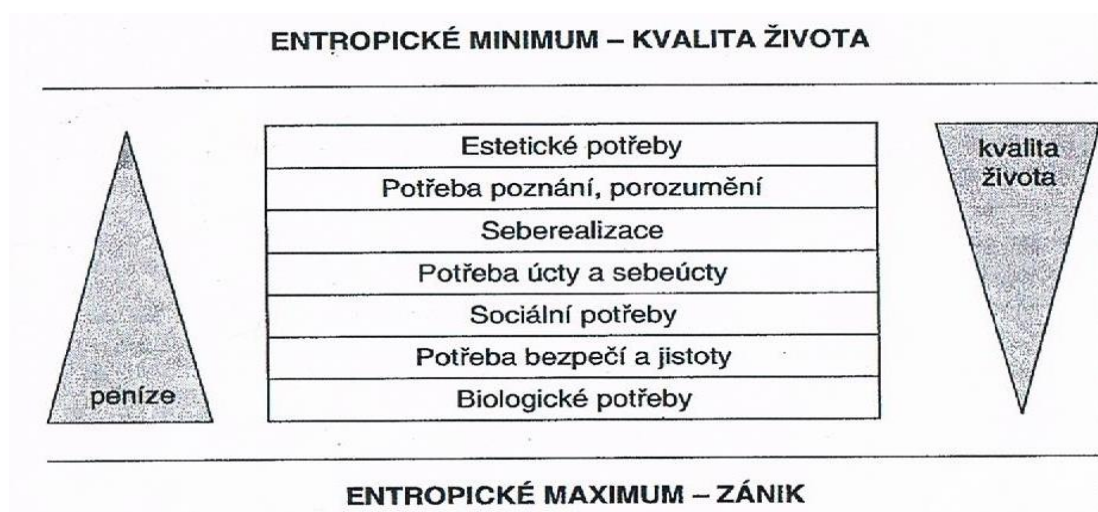 ENTROPICKÉ MINIMUM – KVALITA ŽIVOTA
Estetické potřeby
Potřeba poznání, porozumění
Seberealizace
Potřeba úcty a sebeúcty
Sociální potřeby
Potřeba bezpečí a jistoty
Biologické potřeby
peníze
kvalita
života
ENTROPICKÉ MAXIMUM – ZÁNIK